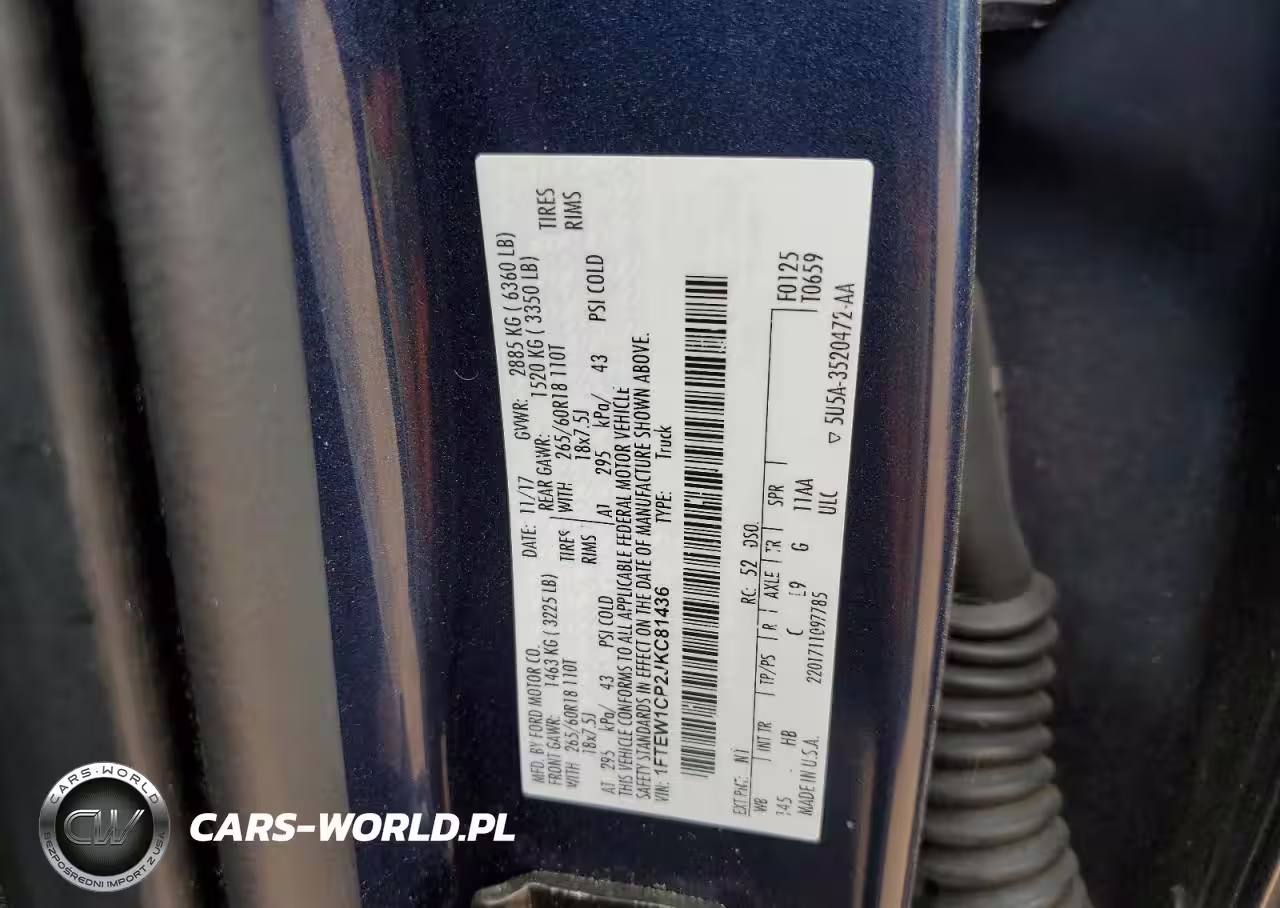 MFD. BY FORD MOTOR CO.
DATE: 11/17 GVWR: 2885 KG ( 6360 LB)
FRONT GAWR: 1463 KG ( 3225 LB) REAR GAWR: 1520 KG ( 3350 LB)
WITH 265/60R18 110T TIRES WITH 265/60R18 110T TIRES
18x7.5J RIMS 18x7.5J RIMS
AT 295 kPa/ 43 PSI COLD AT 295 kPa/ 43 PSI COLD
THIS VEHICLE CONFORMS TO ALL APPLICABLE FEDERAL MOTOR VEHICLE
SAFETY STANDARDS IN EFFECT ON THE DATE OF MANUFACTURE SHOWN ABOVE.
VIN: 1FTEW1CP2JKC81436 TYPE: Truck
EXT PNT: N1 RC: 52 DSO:
WB INT TR TP/PS R AXLE TR SPR F0125
145 HB C L9 G 11AA T0659
MADE IN U.S.A. 2201711097785 ULC
▽ 5U5A-3520472-AA
CARS-WORLD
CW
BEZPOŚREDNI IMPORT Z USA
CARS-WORLD.PL